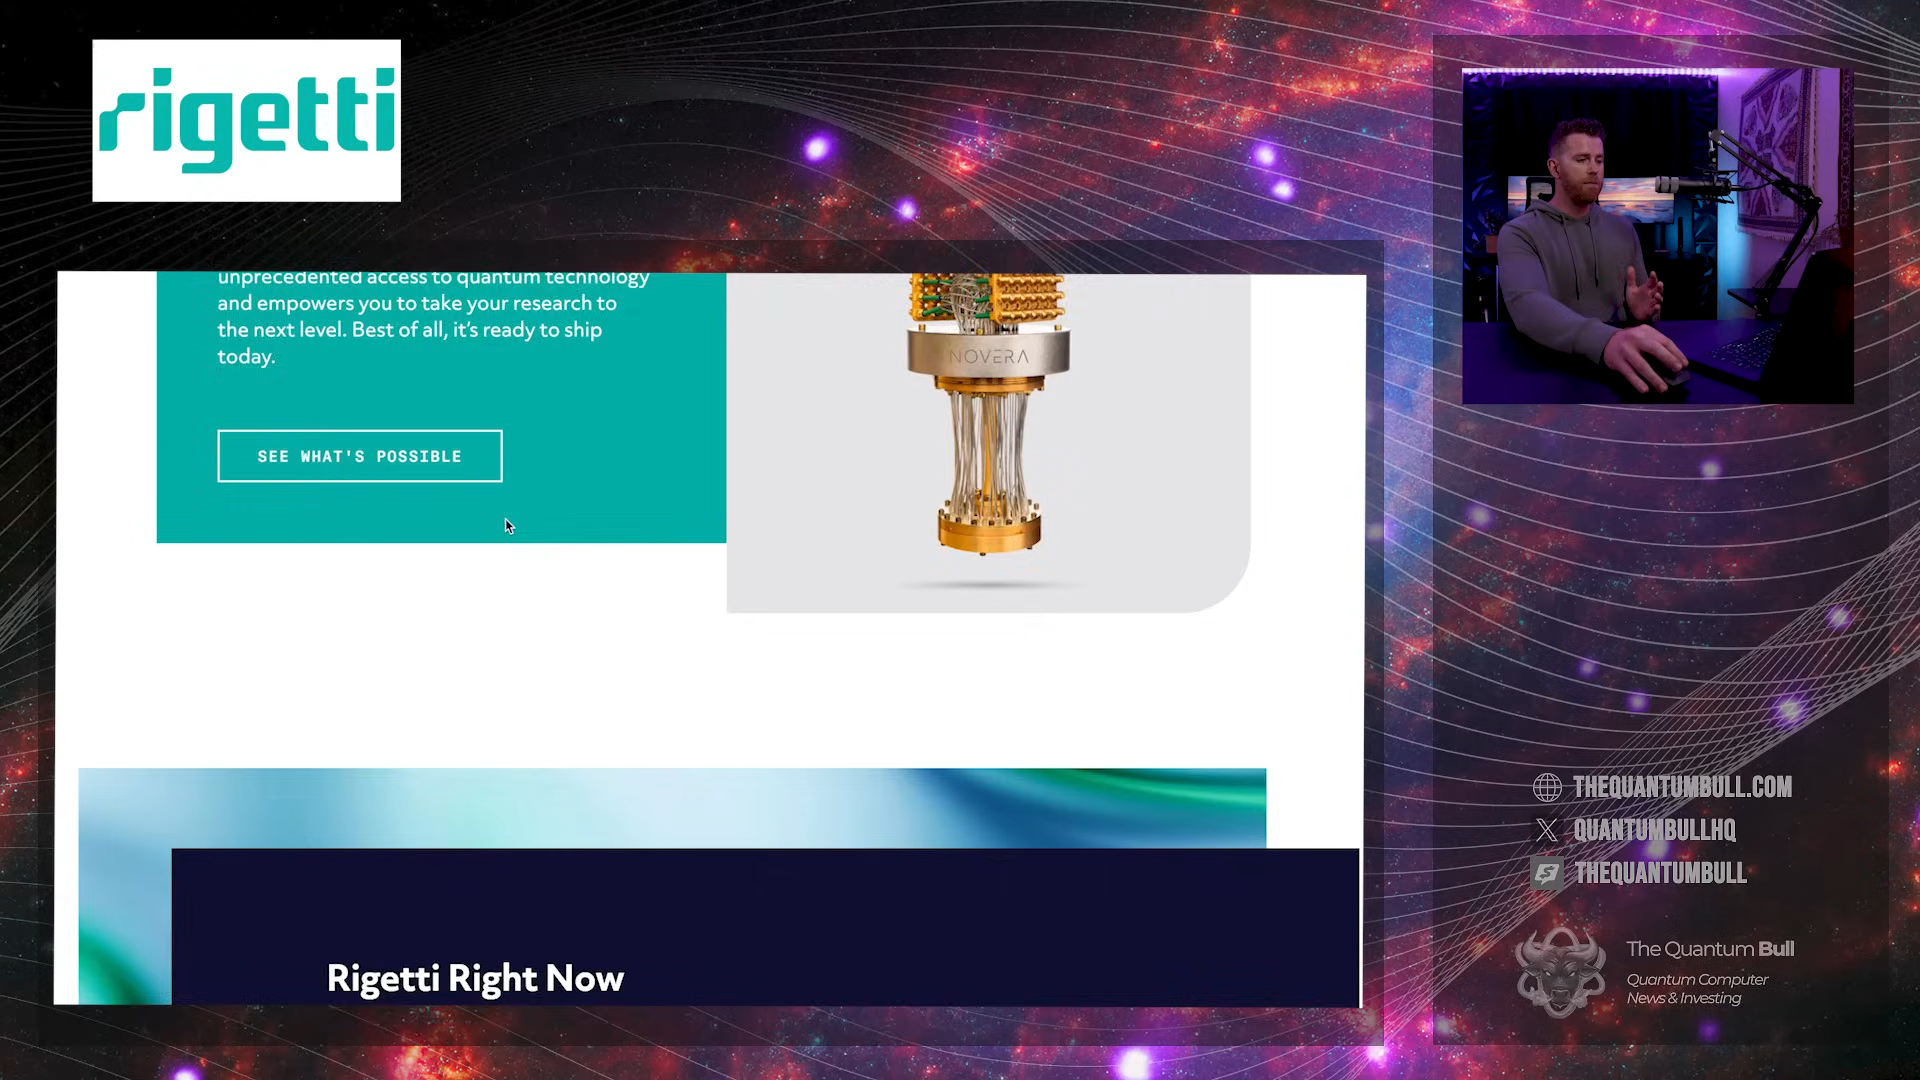 rigetti
unprecedented access to quantum technology
and empowers you to take your research to
the next level. Best of all, it's ready to ship
today.
SEE WHAT'S POSSIBLE
NOVERA
Rigetti Right Now
THEQUANTUMBULL.COM
QUANTUMBULLHQ
THEQUANTUMBULL
The Quantum Bull
Quantum Computer
News & Investing